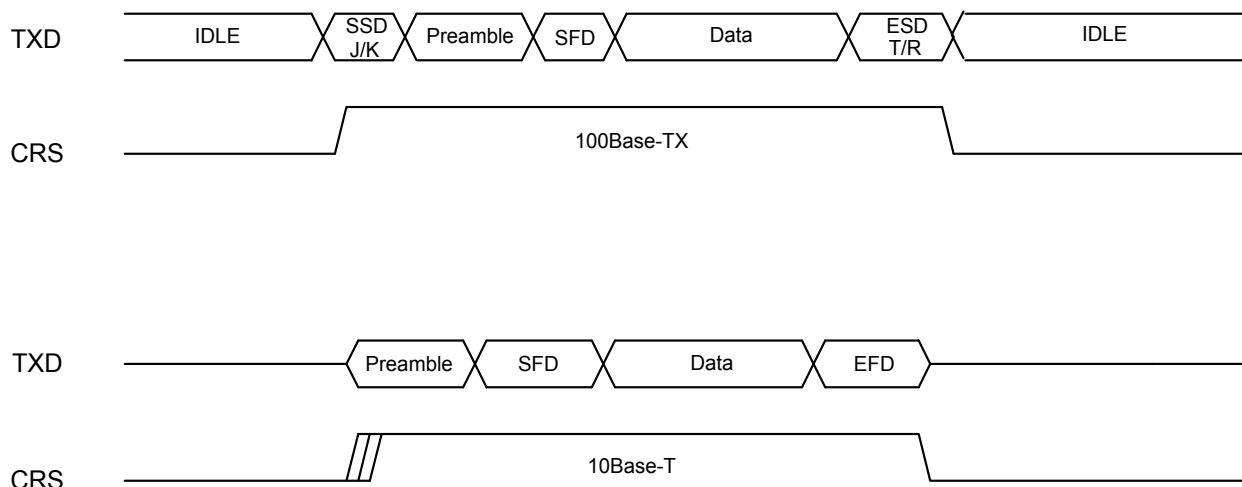 TXD IDLE SSD J/K Preamble SFD Data ESD T/R IDLE
CRS 100Base-TX
TXD Preamble SFD Data EFD
CRS 10Base-T